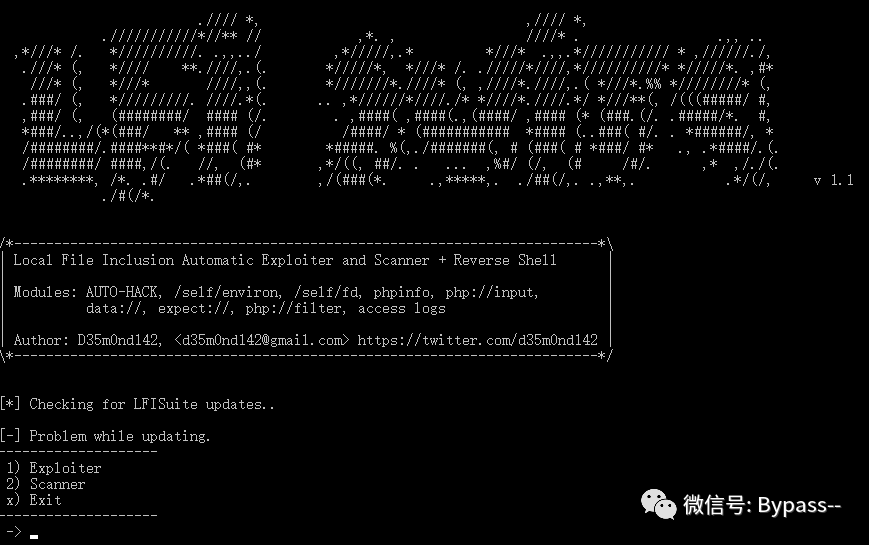 LFI suite
v 1.1
/*---------------------------------------------------------------------------*\
| Local File Inclusion Automatic Exploiter and Scanner + Reverse Shell |
| Modules: AUTO-HACK, /self/environ, /self/fd, phpinfo, php://input, |
| data://, expect://, php://filter, access logs |
| Author: D35m0nd142, <d35m0nd142@gmail.com> https://twitter.com/d35m0nd142 |
\*---------------------------------------------------------------------------*/
[*] Checking for LFISuite updates..
[-] Problem while updating.
--------------------
1) Exploiter
2) Scanner
x) Exit
--------------------
->
微信号: Bypass--